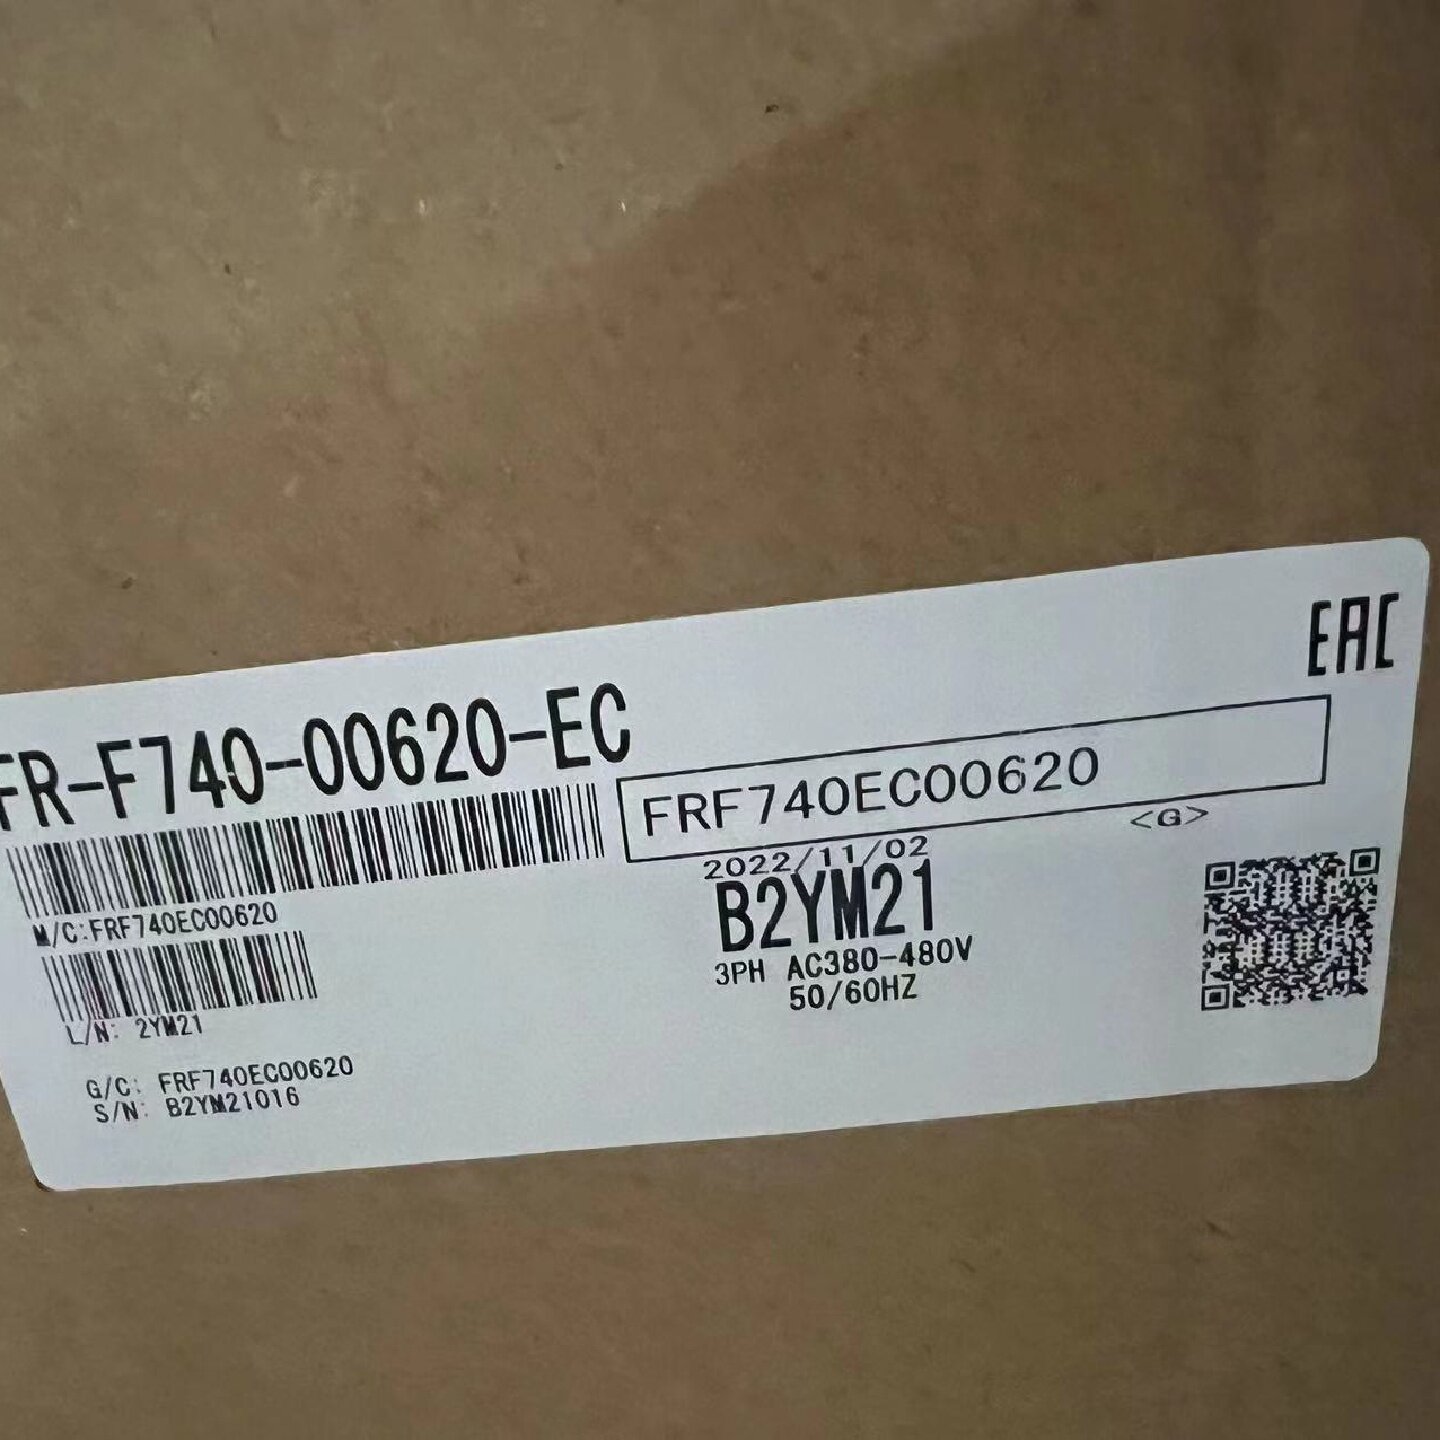 EAC
FR-F740-00620-EC
FRF740EC00620
<G>
2022/11/02
B2YM21
M/C:FRF740EC00620
3PH AC380-480V
50/60HZ
L/N: 2YM21
G/C: FRF740EC00620
S/N: B2YM21016